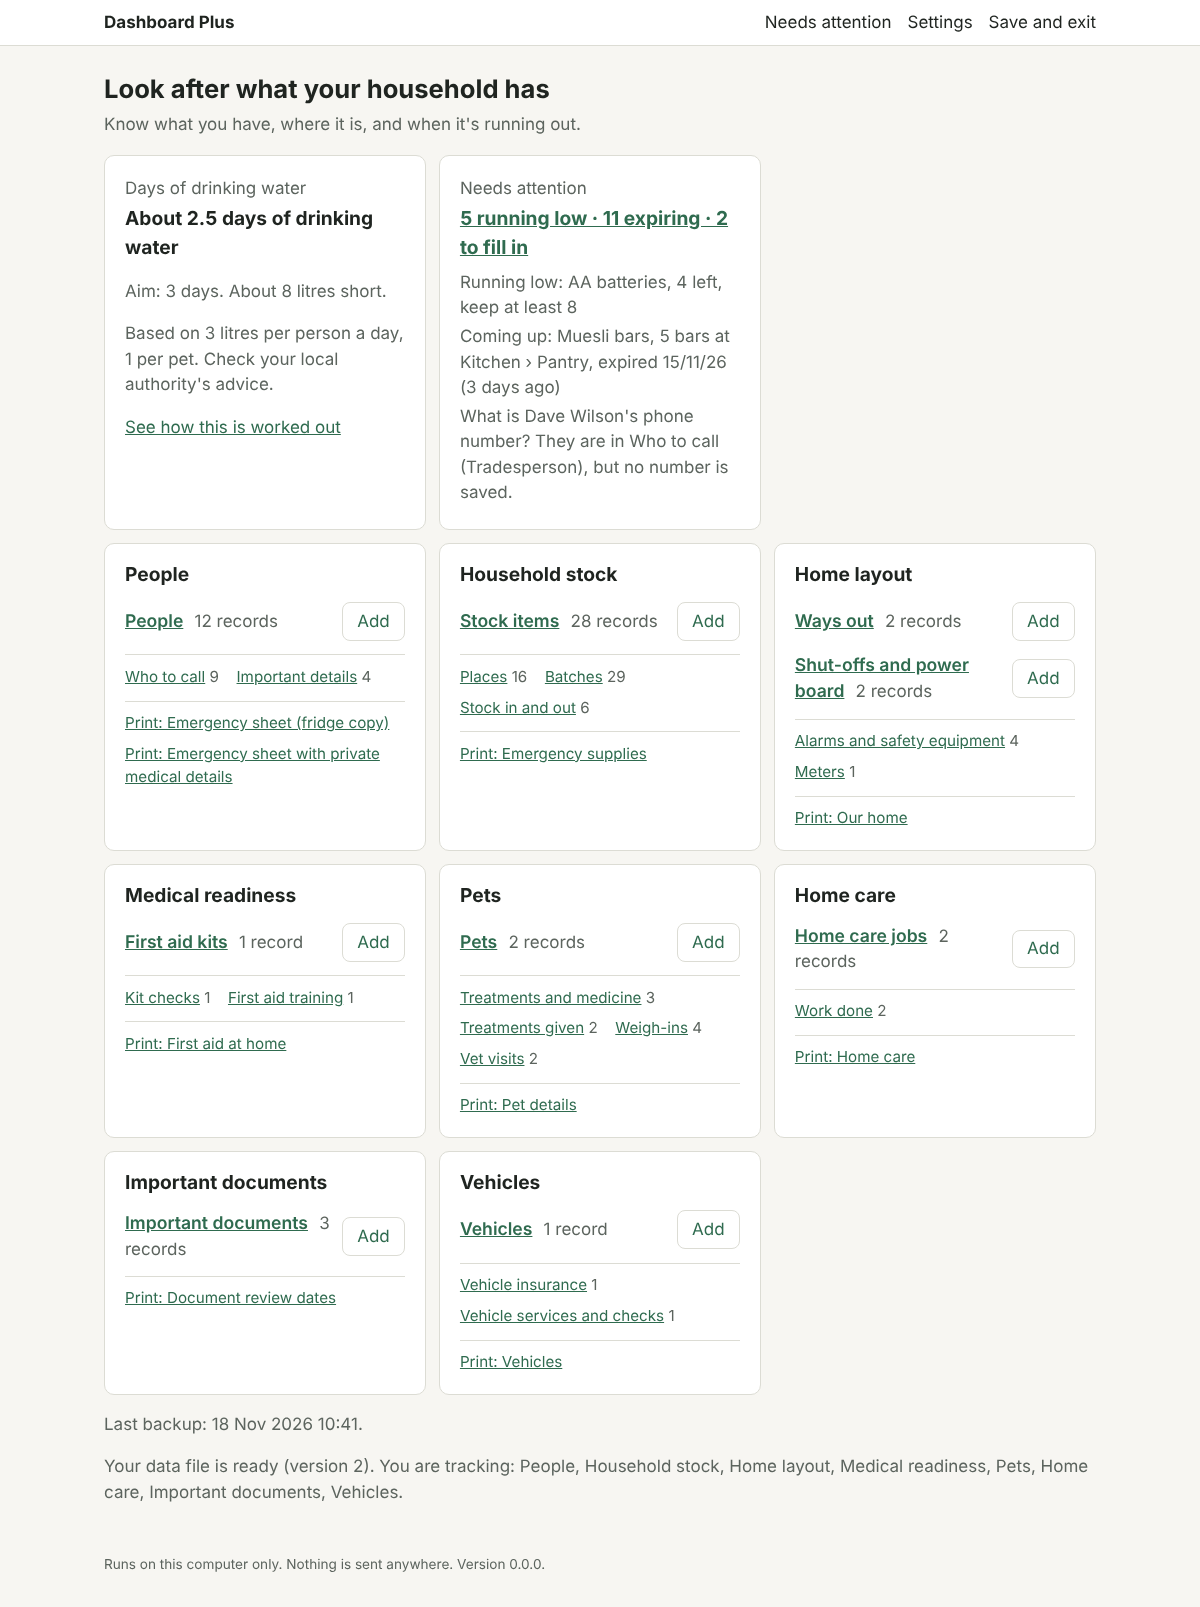 Dashboard Plus
Needs attention Settings Save and exit
Look after what your household has
Know what you have, where it is, and when it's running out.
Days of drinking water
About 2.5 days of drinking
water
Aim: 3 days. About 8 litres short.
Based on 3 litres per person a day,
1 per pet. Check your local
authority's advice.
See how this is worked out
Needs attention
5 running low · 11 expiring · 2
to fill in
Running low: AA batteries, 4 left,
keep at least 8
Coming up: Muesli bars, 5 bars at
Kitchen › Pantry, expired 15/11/26
(3 days ago)
What is Dave Wilson's phone
number? They are in Who to call
(Tradesperson), but no number is
saved.
People
People 12 records Add
Who to call 9 Important details 4
Print: Emergency sheet (fridge copy)
Print: Emergency sheet with private
medical details
Household stock
Stock items 28 records Add
Places 16 Batches 29
Stock in and out 6
Print: Emergency supplies
Home layout
Ways out 2 records Add
Shut-offs and power
board 2 records Add
Alarms and safety equipment 4
Meters 1
Print: Our home
Medical readiness
First aid kits 1 record Add
Kit checks 1 First aid training 1
Print: First aid at home
Pets
Pets 2 records Add
Treatments and medicine 3
Treatments given 2 Weigh-ins 4
Vet visits 2
Print: Pet details
Home care
Home care jobs 2
records Add
Work done 2
Print: Home care
Important documents
Important documents 3
records Add
Print: Document review dates
Vehicles
Vehicles 1 record Add
Vehicle insurance 1
Vehicle services and checks 1
Print: Vehicles
Last backup: 18 Nov 2026 10:41.
Your data file is ready (version 2). You are tracking: People, Household stock, Home layout, Medical readiness, Pets, Home
care, Important documents, Vehicles.
Runs on this computer only. Nothing is sent anywhere. Version 0.0.0.